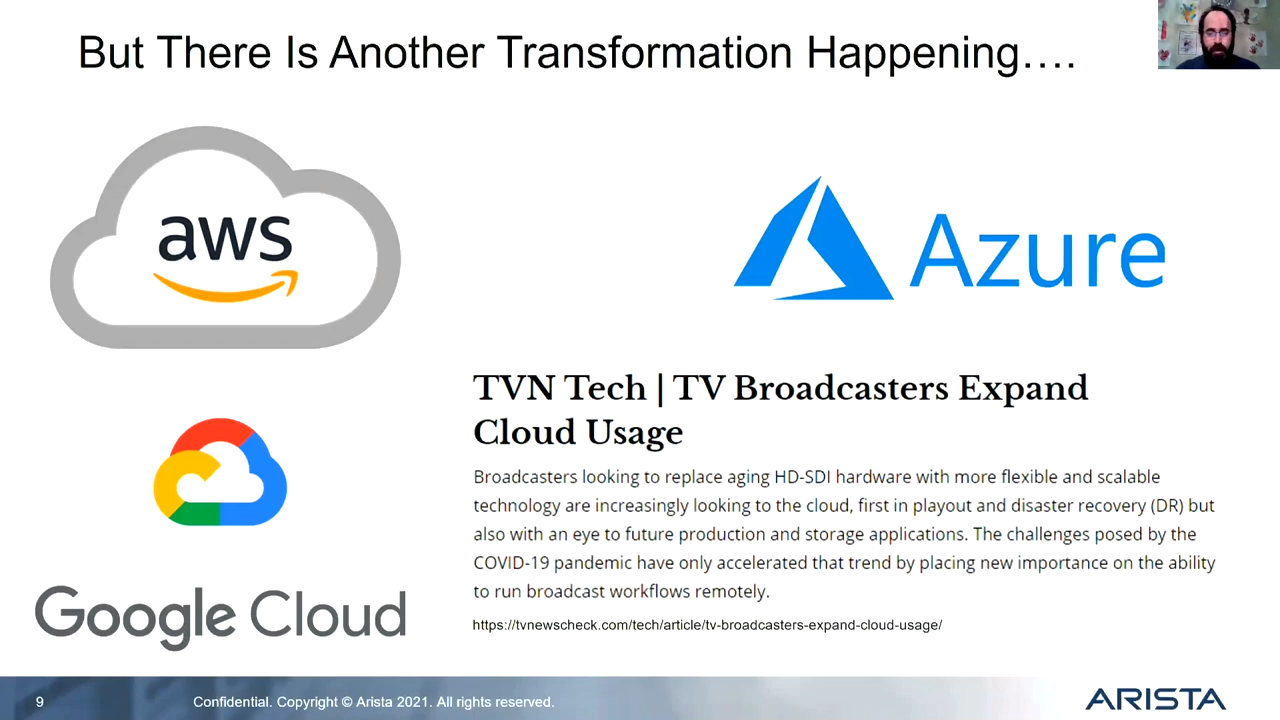 But There Is Another Transformation Happening….
aws
Azure
TVN Tech | TV Broadcasters Expand
Cloud Usage
Broadcasters looking to replace aging HD-SDI hardware with more flexible and scalable
technology are increasingly looking to the cloud, first in playout and disaster recovery (DR) but
also with an eye to future production and storage applications. The challenges posed by the
COVID-19 pandemic have only accelerated that trend by placing new importance on the ability
to run broadcast workflows remotely.
https://tvnewscheck.com/tech/article/tv-broadcasters-expand-cloud-usage/
Google Cloud
9
Confidential. Copyright © Arista 2021. All rights reserved.
ARISTA